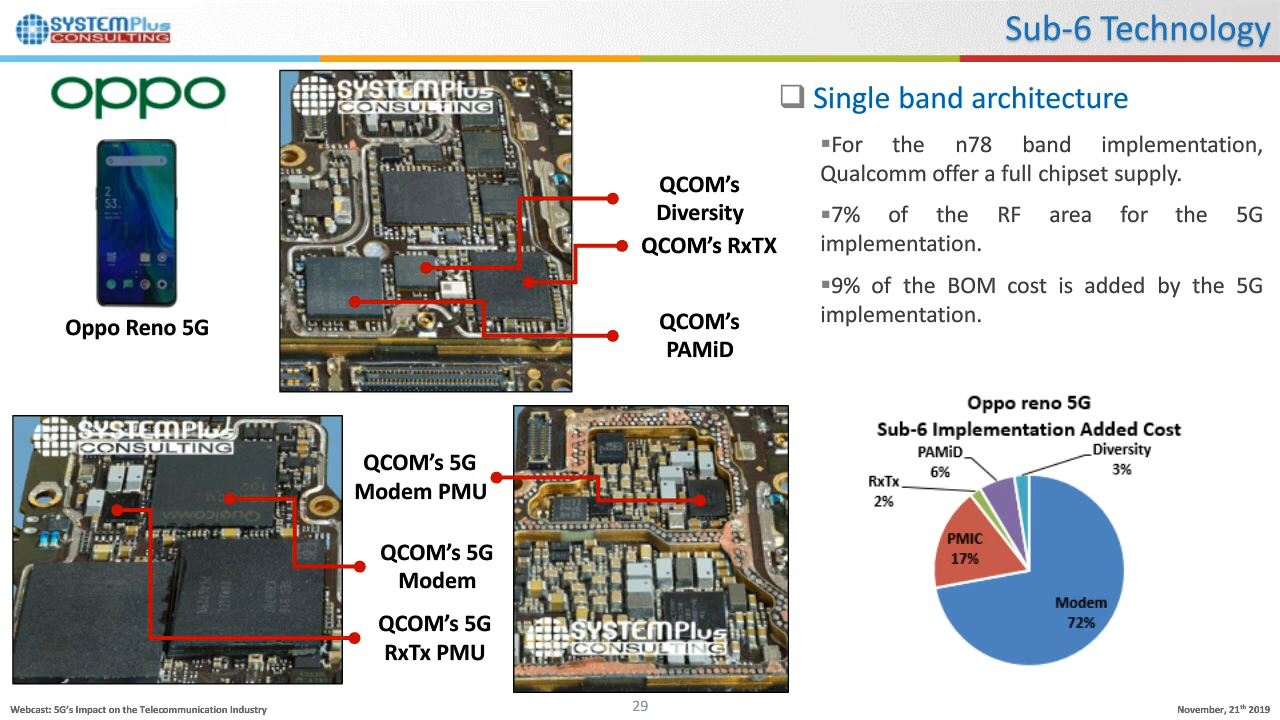 SYSTEMPlus
CONSULTING
Sub-6 Technology
oppo
Oppo Reno 5G
SYSTEMPlus
CONSULTING
QCOM’s
Diversity
QCOM’s RxTX
QCOM’s
PAMiD
❑ Single band architecture
▪For the n78 band implementation,
Qualcomm offer a full chipset supply.
▪7% of the RF area for the 5G
implementation.
▪9% of the BOM cost is added by the 5G
implementation.
SYSTEMPlus
CONSULTING
Qualcomm
QCOM’s 5G
Modem PMU
QCOM’s 5G
Modem
QCOM’s 5G
RxTx PMU
SYSTEMPlus
CONSULTING
Oppo reno 5G
Sub-6 Implementation Added Cost
PAMiD
6%
Diversity
3%
RxTx
2%
PMIC
17%
Modem
72%
Webcast: 5G’s Impact on the Telecommunication Industry
29
November, 21th 2019